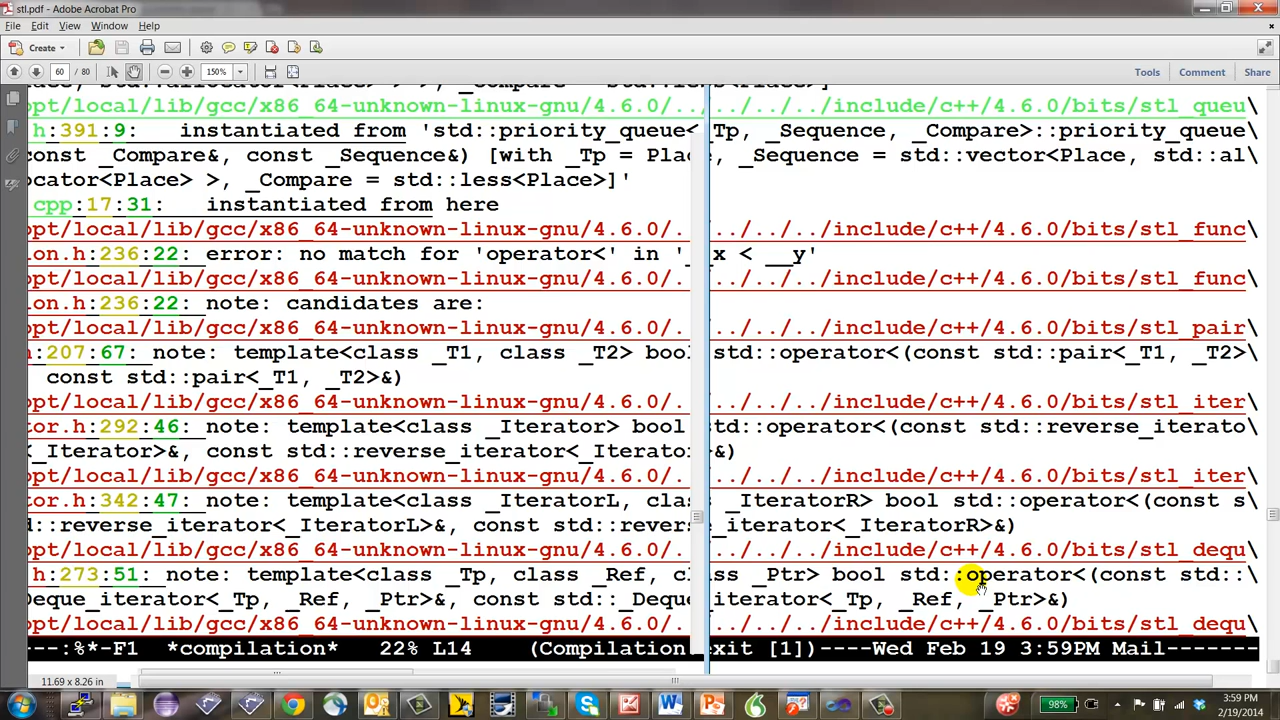 stl.pdf - Adobe Acrobat Pro
File Edit View Window Help
Create
60 / 80 150% Tools Comment Share
opt/local/lib/gcc/x86_64-unknown-linux-gnu/4.6.0/../../../../include/c++/4.6.0/bits/stl_queu\
h:391:9:   instantiated from 'std::priority_queue<_Tp, _Sequence, _Compare>::priority_queue\
const _Compare&, const _Sequence&) [with _Tp = Place, _Sequence = std::vector<Place, std::al\
ocator<Place> >, _Compare = std::less<Place>]'
cpp:17:31:   instantiated from here
opt/local/lib/gcc/x86_64-unknown-linux-gnu/4.6.0/../../../../include/c++/4.6.0/bits/stl_func
ion.h:236:22: error: no match for 'operator<' in '__x < __y'
opt/local/lib/gcc/x86_64-unknown-linux-gnu/4.6.0/../../../../include/c++/4.6.0/bits/stl_func\
ion.h:236:22: note: candidates are:
opt/local/lib/gcc/x86_64-unknown-linux-gnu/4.6.0/../../../../include/c++/4.6.0/bits/stl_pair\
h:207:67: note: template<class _T1, class _T2> bool std::operator<(const std::pair<_T1, _T2>\
const std::pair<_T1, _T2>&)
opt/local/lib/gcc/x86_64-unknown-linux-gnu/4.6.0/../../../../include/c++/4.6.0/bits/stl_iter\
tor.h:292:46: note: template<class _Iterator> bool std::operator<(const std::reverse_iterato\
<_Iterator>&, const std::reverse_iterator<_Iterator>&)
opt/local/lib/gcc/x86_64-unknown-linux-gnu/4.6.0/../../../../include/c++/4.6.0/bits/stl_iter\
tor.h:342:47: note: template<class _IteratorL, class _IteratorR> bool std::operator<(const s\
d::reverse_iterator<_IteratorL>&, const std::reverse_iterator<_IteratorR>&)
opt/local/lib/gcc/x86_64-unknown-linux-gnu/4.6.0/../../../../include/c++/4.6.0/bits/stl_dequ\
h:273:51: note: template<class _Tp, class _Ref, class _Ptr> bool std::operator<(const std::\
Deque_iterator<_Tp, _Ref, _Ptr>&, const std::_Deque_iterator<_Tp, _Ref, _Ptr>&)
opt/local/lib/gcc/x86_64-unknown-linux-gnu/4.6.0/../../../../include/c++/4.6.0/bits/stl_dequ\
---:%*-F1  *compilation*   22% L14    (Compilation:exit [1])----Wed Feb 19 3:59PM Mail-------
11.69 x 8.26 in
98% 3:59 PM
2/19/2014